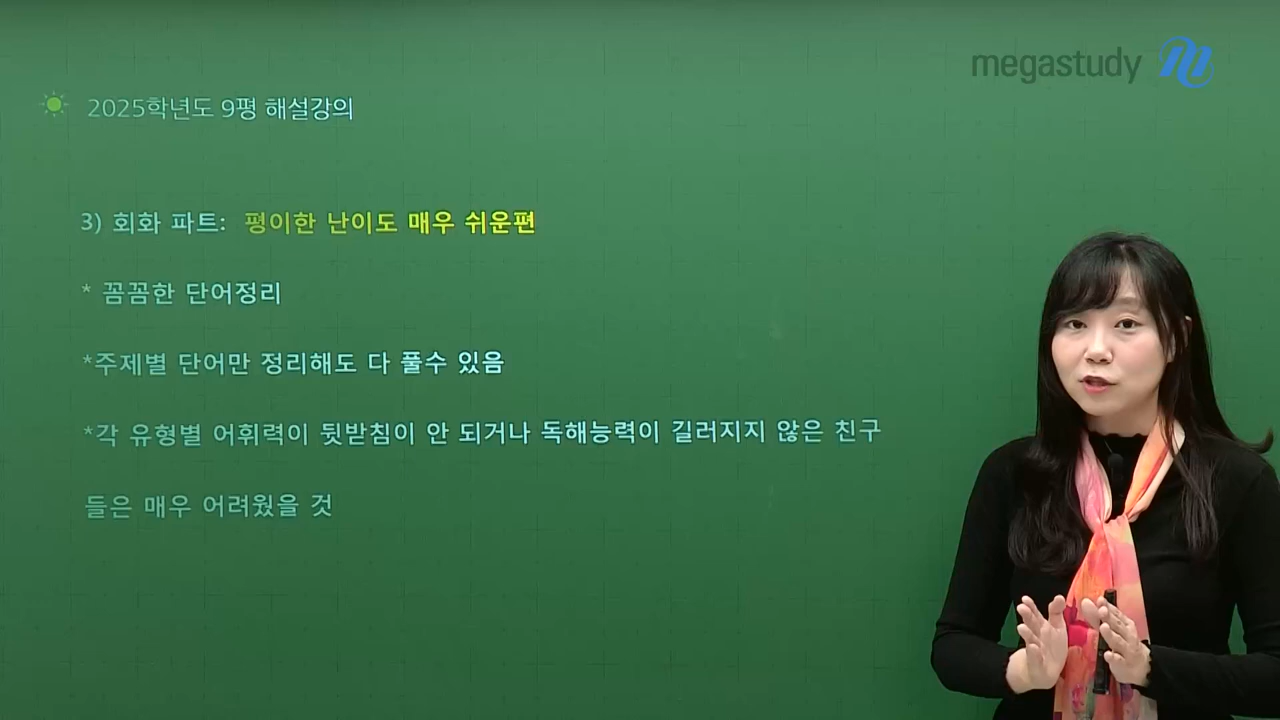 megastudy
2025학년도 9평 해설강의
3) 회화 파트: 평이한 난이도 매우 쉬운편
* 꼼꼼한 단어정리
*주제별 단어만 정리해도 다 풀수 있음
*각 유형별 어휘력이 뒷받침이 안 되거나 독해능력이 길러지지 않은 친구
들은 매우 어려웠을 것